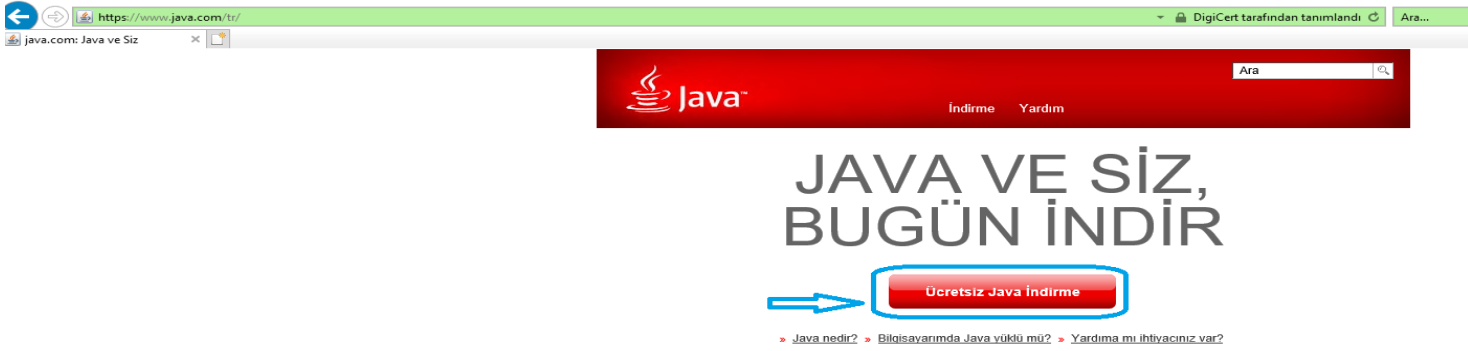 https://www.java.com/tr/
DigiCert tarafından tanımlandı
Ara...
java.com: Java ve Siz
Java™
Ara
İndirme Yardım
JAVA VE SİZ,
BUGÜN İNDİR
Ücretsiz Java İndirme
» Java nedir? » Bilgisayarımda Java yüklü mü? » Yardıma mı ihtiyacınız var?